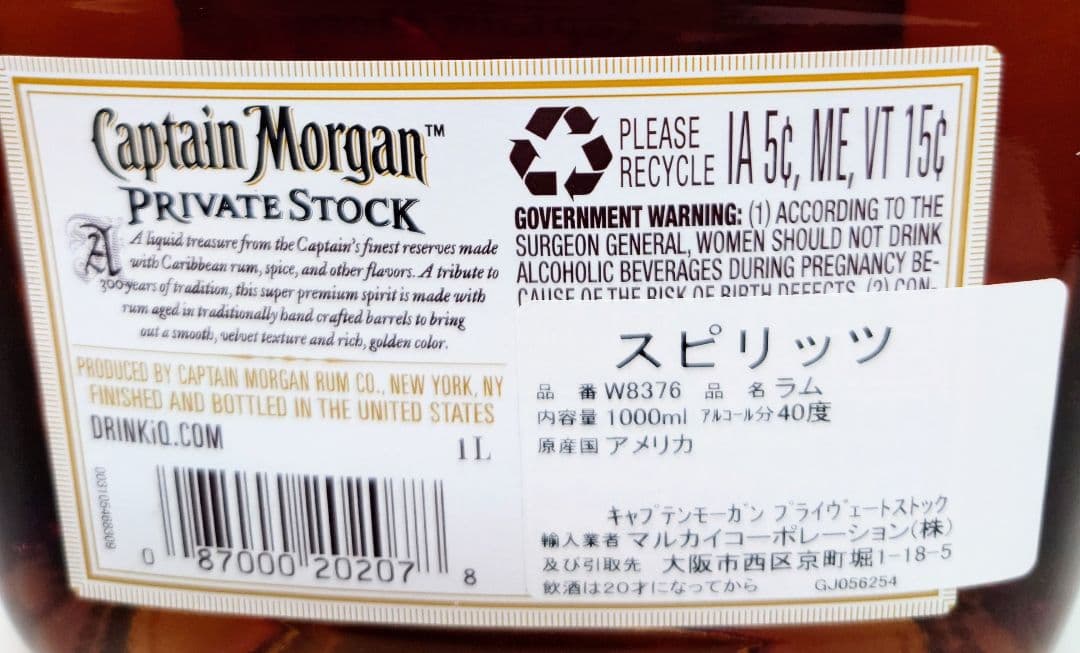 Captain Morgan™
PRIVATE STOCK
A
A liquid treasure from the Captain's finest reserves made
with Caribbean rum, spice, and other flavors. A tribute to
300 years of tradition, this super premium spirit is made with
rum aged in traditionally hand crafted barrels to bring
out a smooth, velvet texture and rich, golden color.
PRODUCED BY CAPTAIN MORGAN RUM CO., NEW YORK, NY
FINISHED AND BOTTLED IN THE UNITED STATES
DRINKiQ.COM
1 L
0 87000 20207 8
PLEASE
RECYCLE
IA 5¢, ME, VT 15¢
GOVERNMENT WARNING: (1) ACCORDING TO THE
SURGEON GENERAL, WOMEN SHOULD NOT DRINK
ALCOHOLIC BEVERAGES DURING PREGNANCY BE-
CAUSE OF THE RISK OF BIRTH DEFECTS. (2) CON-
スピリッツ
品 番 W8376 品 名 ラム
内容量 1000ml アルコール分 40度
原産国 アメリカ
キャプテンモーガン プライヴェートストック
輸入業者 マルカイコーポレーション(株)
及び引取先 大阪市西区京町堀1-18-5
飲酒は20才になってから GJ056254